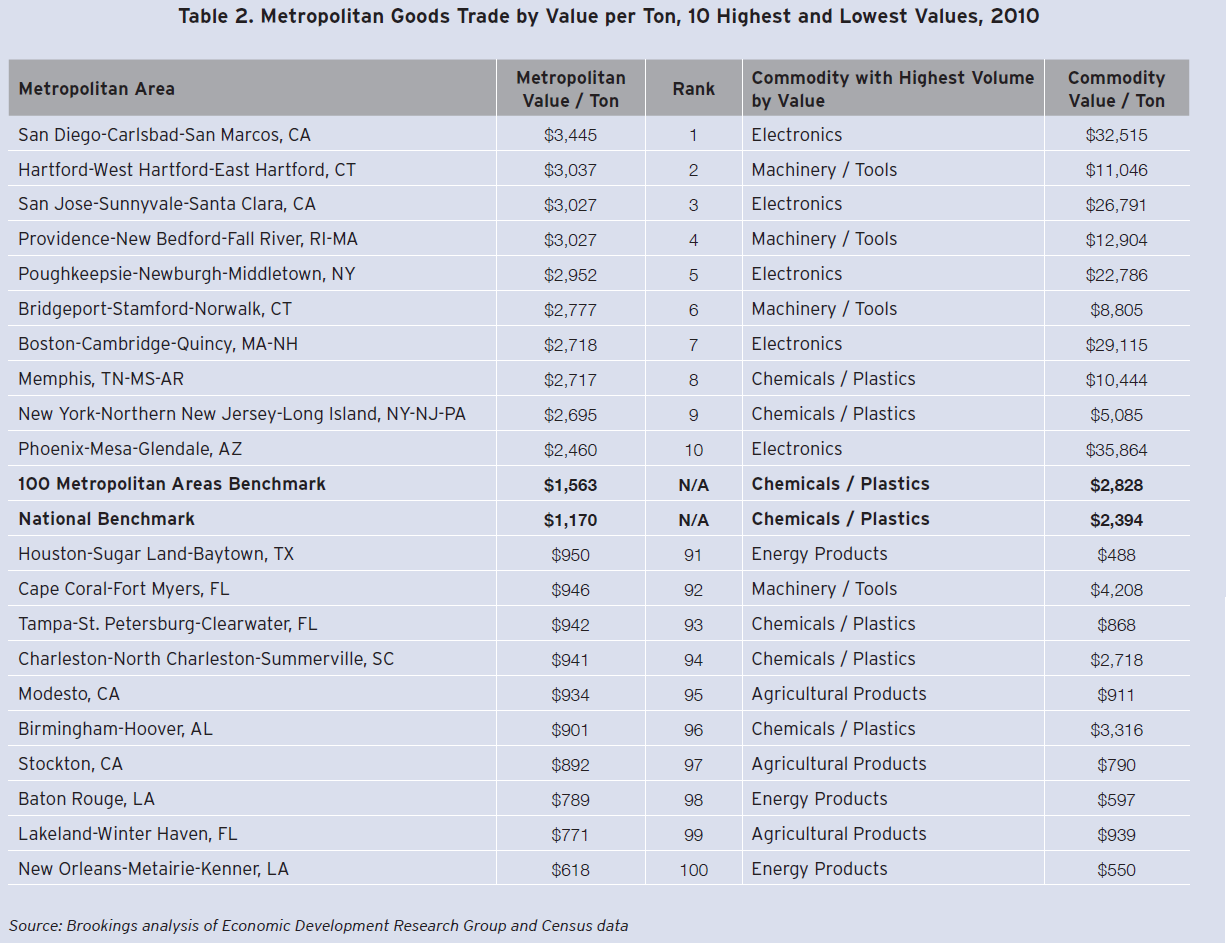 Table 2. Metropolitan Goods Trade by Value per Ton, 10 Highest and Lowest Values, 2010
Metropolitan Area Metropolitan Value / Ton Rank Commodity with Highest Volume by Value Commodity Value / Ton
San Diego-Carlsbad-San Marcos, CA $3,445 1 Electronics $32,515
Hartford-West Hartford-East Hartford, CT $3,037 2 Machinery / Tools $11,046
San Jose-Sunnyvale-Santa Clara, CA $3,027 3 Electronics $26,791
Providence-New Bedford-Fall River, RI-MA $3,027 4 Machinery / Tools $12,904
Poughkeepsie-Newburgh-Middletown, NY $2,952 5 Electronics $22,786
Bridgeport-Stamford-Norwalk, CT $2,777 6 Machinery / Tools $8,805
Boston-Cambridge-Quincy, MA-NH $2,718 7 Electronics $29,115
Memphis, TN-MS-AR $2,717 8 Chemicals / Plastics $10,444
New York-Northern New Jersey-Long Island, NY-NJ-PA $2,695 9 Chemicals / Plastics $5,085
Phoenix-Mesa-Glendale, AZ $2,460 10 Electronics $35,864
100 Metropolitan Areas Benchmark $1,563 N/A Chemicals / Plastics $2,828
National Benchmark $1,170 N/A Chemicals / Plastics $2,394
Houston-Sugar Land-Baytown, TX $950 91 Energy Products $488
Cape Coral-Fort Myers, FL $946 92 Machinery / Tools $4,208
Tampa-St. Petersburg-Clearwater, FL $942 93 Chemicals / Plastics $868
Charleston-North Charleston-Summerville, SC $941 94 Chemicals / Plastics $2,718
Modesto, CA $934 95 Agricultural Products $911
Birmingham-Hoover, AL $901 96 Chemicals / Plastics $3,316
Stockton, CA $892 97 Agricultural Products $790
Baton Rouge, LA $789 98 Energy Products $597
Lakeland-Winter Haven, FL $771 99 Agricultural Products $939
New Orleans-Metairie-Kenner, LA $618 100 Energy Products $550
Source: Brookings analysis of Economic Development Research Group and Census data